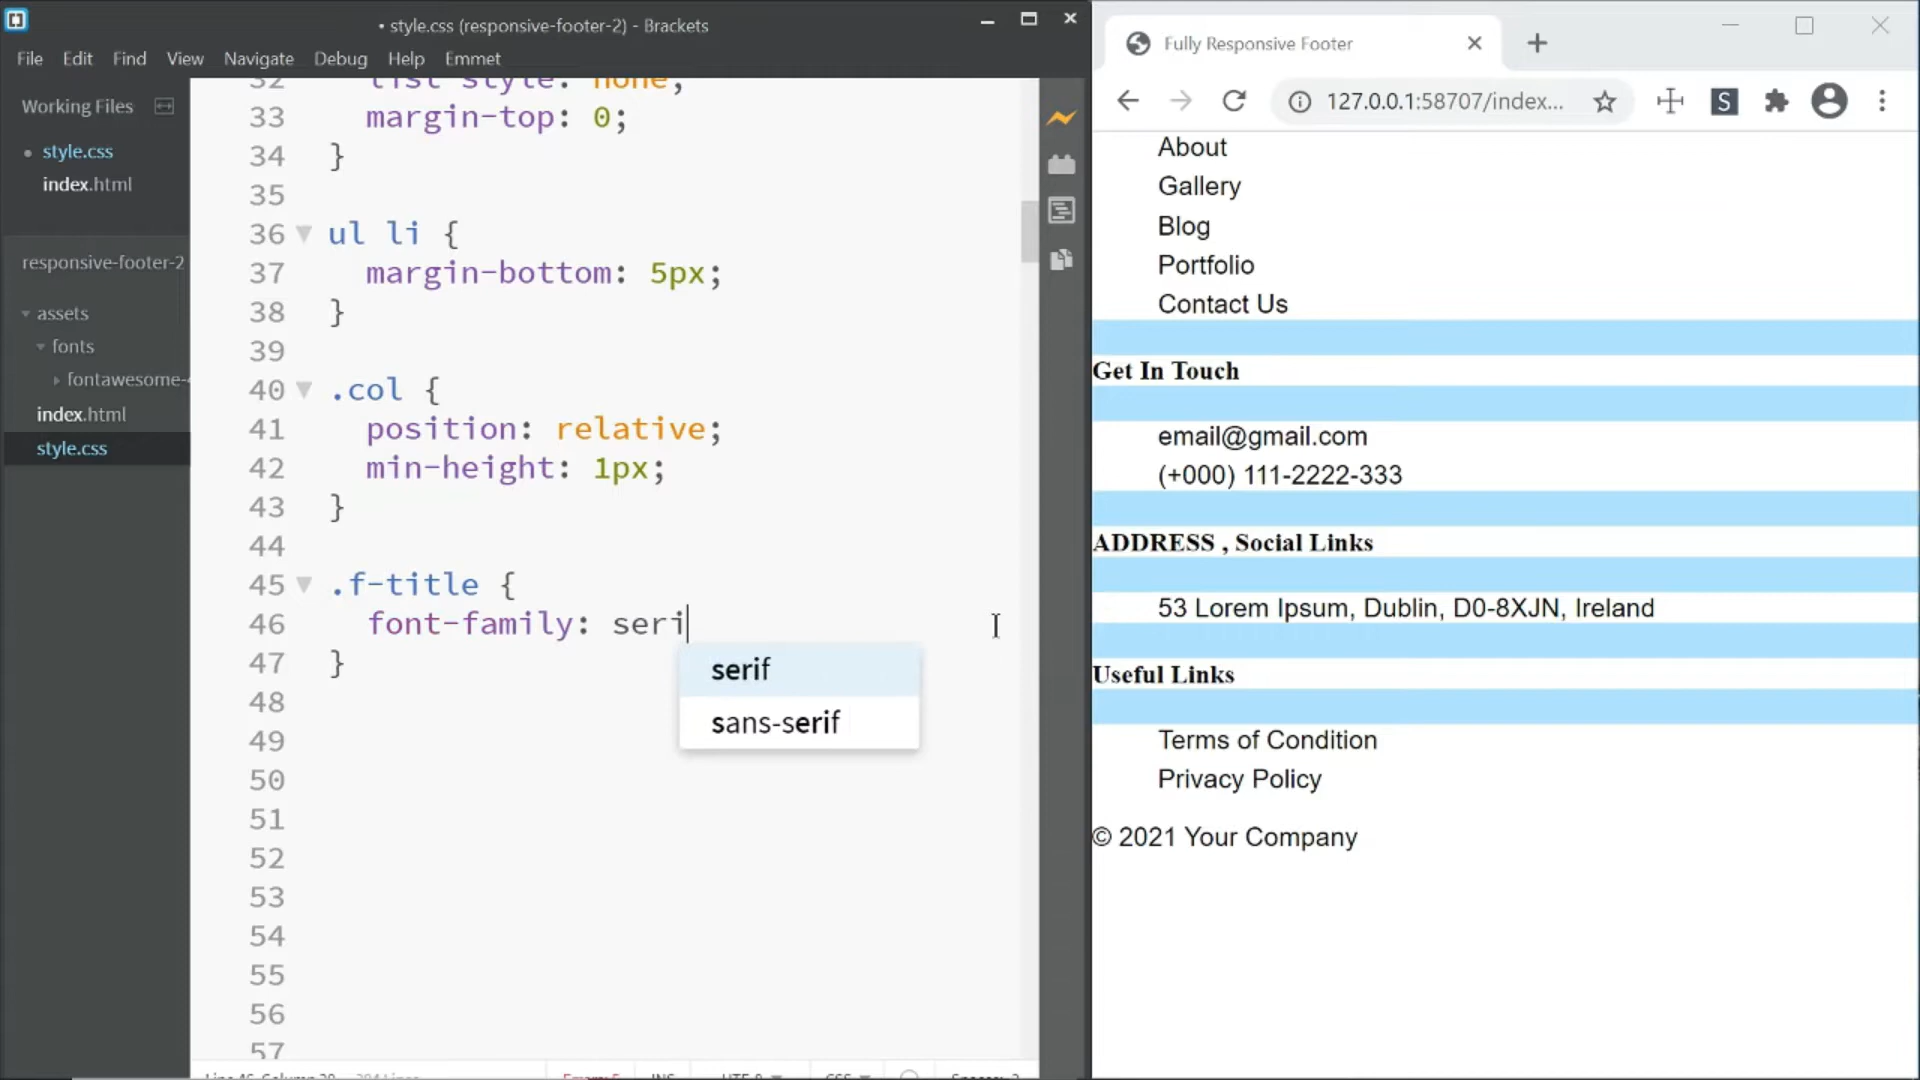 • style.css (responsive-footer-2) - Brackets
File Edit Find View Navigate Debug Help Emmet
Working Files
• style.css
index.html
responsive-footer-2
assets
fonts
fontawesome-
index.html
style.css
32 list-style: none;
33 margin-top: 0;
34 }
35
36 ul li {
37 margin-bottom: 5px;
38 }
39
40 .col {
41 position: relative;
42 min-height: 1px;
43 }
44
45 .f-title {
46 font-family: seri
47 }
serif
sans-serif
48
49
50
51
52
53
54
55
56
57
Fully Responsive Footer
127.0.0.1:58707/index...
S
About
Gallery
Blog
Portfolio
Contact Us
Get In Touch
email@gmail.com
(+000) 111-2222-333
ADDRESS , Social Links
53 Lorem Ipsum, Dublin, D0-8XJN, Ireland
Useful Links
Terms of Condition
Privacy Policy
© 2021 Your Company